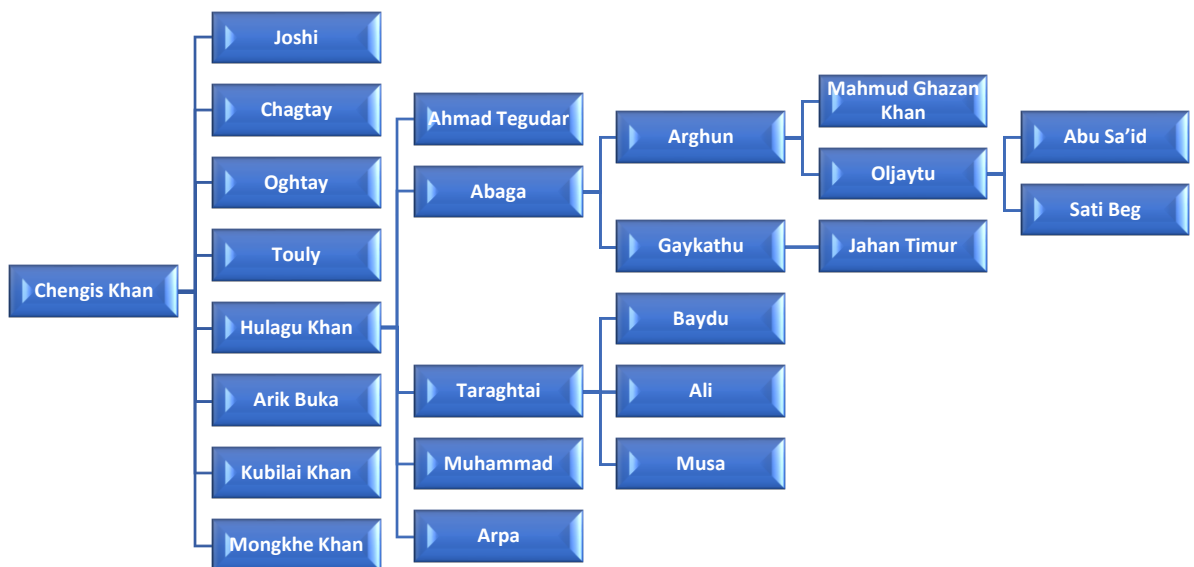 Joshi
Chagtay
Oghtay
Touly
Chengis Khan
Hulagu Khan
Arik Buka
Kubilai Khan
Mongkhe Khan
Ahmad Tegudar
Abaga
Taraghtai
Muhammad
Arpa
Arghun
Gaykathu
Baydu
Ali
Musa
Mahmud Ghazan
Khan
Oljaytu
Jahan Timur
Abu Sa’id
Sati Beg